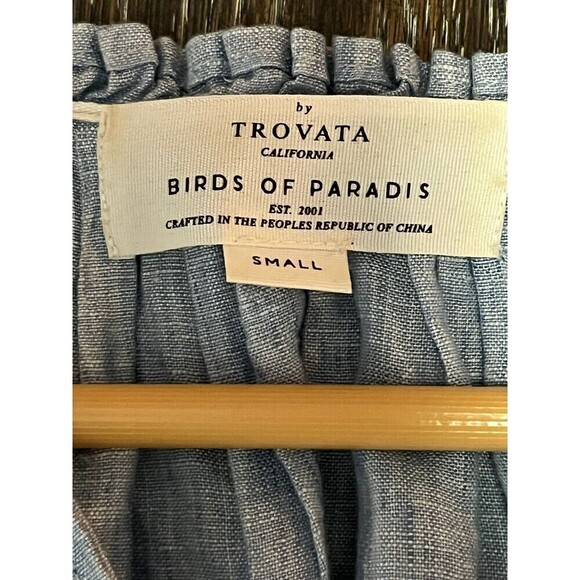 by
TROVATA
CALIFORNIA
BIRDS OF PARADIS
EST. 2001
CRAFTED IN THE PEOPLES REPUBLIC OF CHINA
SMALL